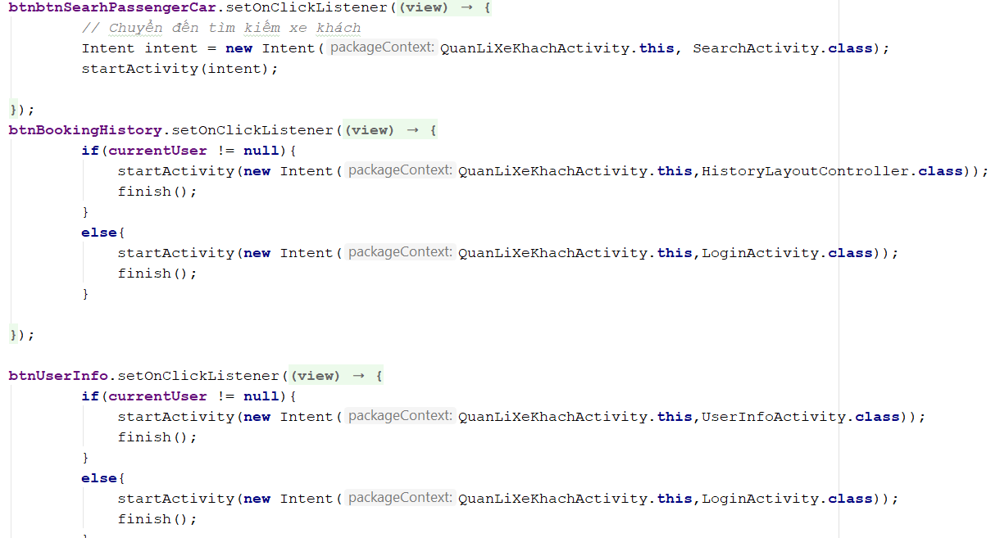 btnbtnSearhPassengerCar.setOnClickListener((view) → {
// Chuyển đến tìm kiếm xe khách
Intent intent = new Intent( packageContext: QuanLiXeKhachActivity.this, SearchActivity.class);
startActivity(intent);
});
btnBookingHistory.setOnClickListener((view) → {
if(currentUser != null){
startActivity(new Intent( packageContext: QuanLiXeKhachActivity.this,HistoryLayoutController.class));
finish();
}
else{
startActivity(new Intent( packageContext: QuanLiXeKhachActivity.this,LoginActivity.class));
finish();
}
});
btnUserInfo.setOnClickListener((view) → {
if(currentUser != null){
startActivity(new Intent( packageContext: QuanLiXeKhachActivity.this,UserInfoActivity.class));
finish();
}
else{
startActivity(new Intent( packageContext: QuanLiXeKhachActivity.this,LoginActivity.class));
finish();
}